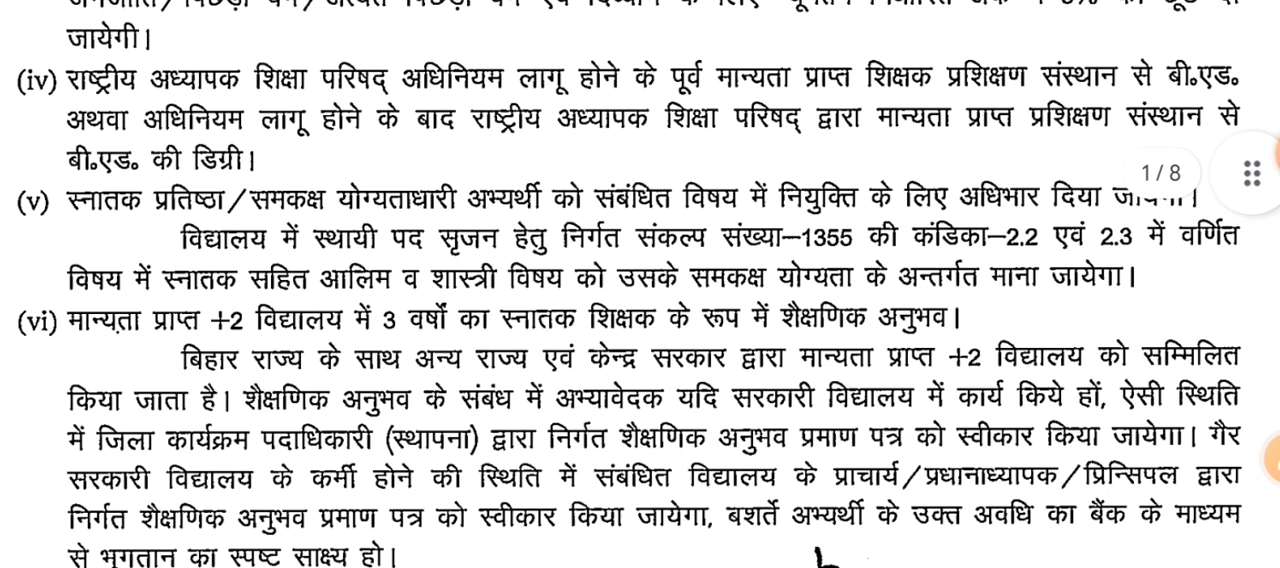 जायेगी।
(iv) राष्ट्रीय अध्यापक शिक्षा परिषद् अधिनियम लागू होने के पूर्व मान्यता प्राप्त शिक्षक प्रशिक्षण संस्थान से बी॰एड॰
अथवा अधिनियम लागू होने के बाद राष्ट्रीय अध्यापक शिक्षा परिषद् द्वारा मान्यता प्राप्त प्रशिक्षण संस्थान से
बी॰एड॰ की डिग्री।
1/8
(v) स्नातक प्रतिष्ठा/समकक्ष योग्यताधारी अभ्यर्थी को संबंधित विषय में नियुक्ति के लिए अधिभार दिया
विद्यालय में स्थायी पद सृजन हेतु निर्गत संकल्प संख्या–1355 की कंडिका–2.2 एवं 2.3 में वर्णित
विषय में स्नातक सहित आलिम व शास्त्री विषय को उसके समकक्ष योग्यता के अन्तर्गत माना जायेगा।
(vi) मान्यता प्राप्त +2 विद्यालय में 3 वर्षों का स्नातक शिक्षक के रूप में शैक्षणिक अनुभव।
बिहार राज्य के साथ अन्य राज्य एवं केन्द्र सरकार द्वारा मान्यता प्राप्त +2 विद्यालय को सम्मिलित
किया जाता है। शैक्षणिक अनुभव के संबंध में अभ्यावेदक यदि सरकारी विद्यालय में कार्य किये हों, ऐसी स्थिति
में जिला कार्यक्रम पदाधिकारी (स्थापना) द्वारा निर्गत शैक्षणिक अनुभव प्रमाण पत्र को स्वीकार किया जायेगा। गैर
सरकारी विद्यालय के कर्मी होने की स्थिति में संबंधित विद्यालय के प्राचार्य/प्रधानाध्यापक/प्रिन्सिपल द्वारा
निर्गत शैक्षणिक अनुभव प्रमाण पत्र को स्वीकार किया जायेगा, बशर्ते अभ्यर्थी के उक्त अवधि का बैंक के माध्यम
से भुगतान का स्पष्ट साक्ष्य हो।